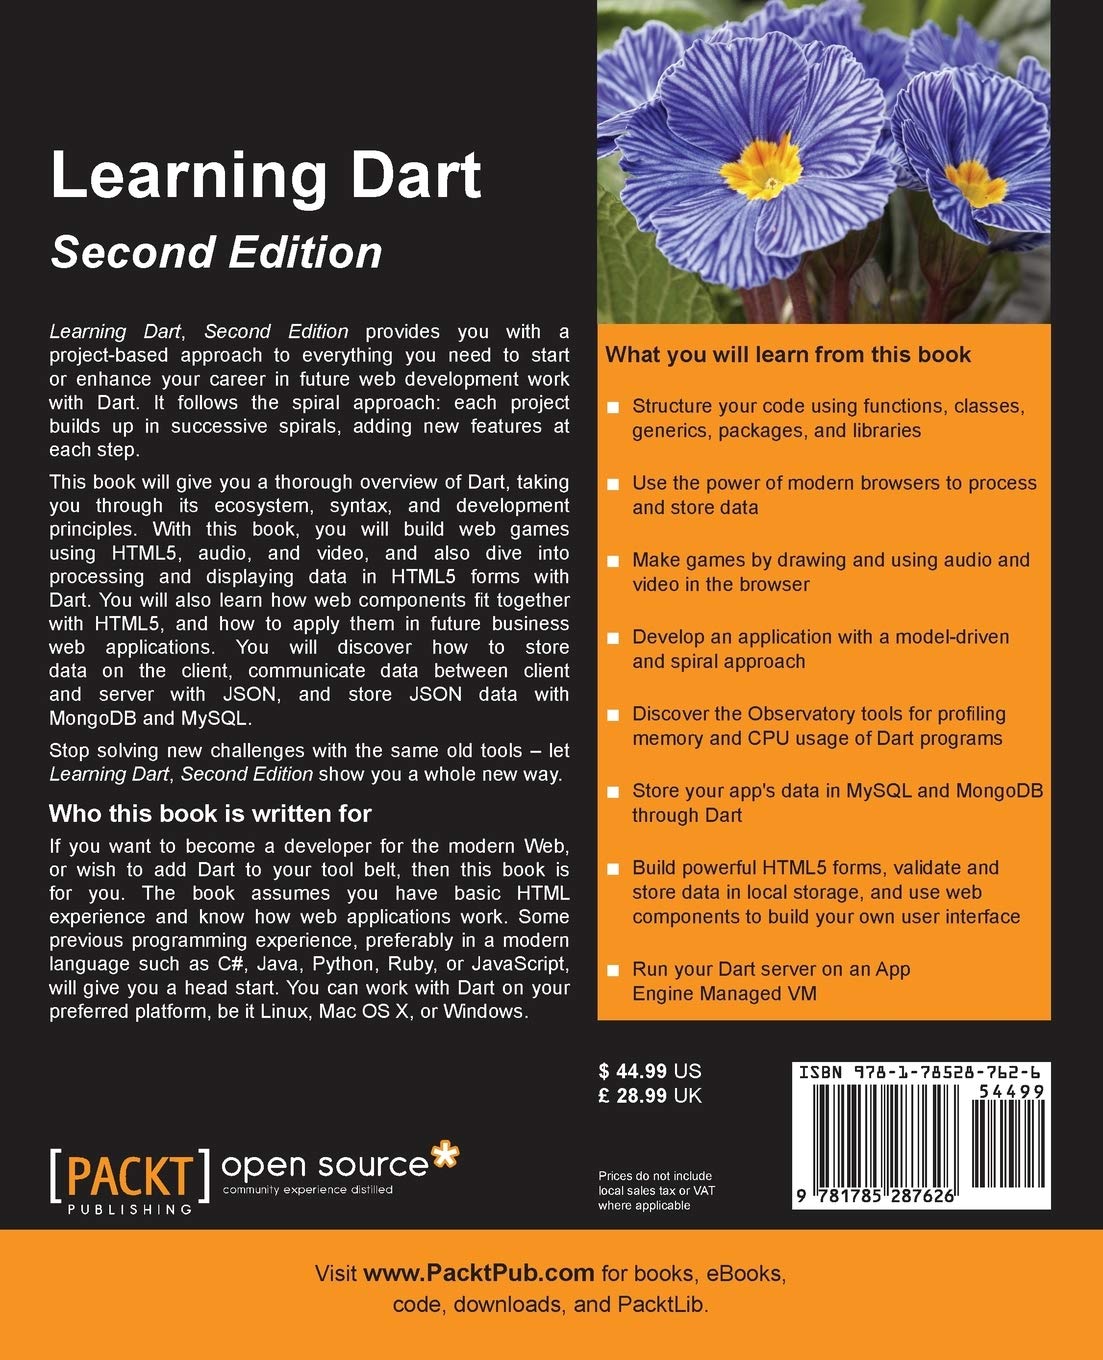 Learning Dart
Second Edition
Learning Dart, Second Edition provides you with a
project-based approach to everything you need to start
or enhance your career in future web development work
with Dart. It follows the spiral approach: each project
builds up in successive spirals, adding new features at
each step.
This book will give you a thorough overview of Dart, taking
you through its ecosystem, syntax, and development
principles. With this book, you will build web games
using HTML5, audio, and video, and also dive into
processing and displaying data in HTML5 forms with
Dart. You will also learn how web components fit together
with HTML5, and how to apply them in future business
web applications. You will discover how to store
data on the client, communicate data between client
and server with JSON, and store JSON data with
MongoDB and MySQL.
Stop solving new challenges with the same old tools – let
Learning Dart, Second Edition show you a whole new way.
Who this book is written for
If you want to become a developer for the modern Web,
or wish to add Dart to your tool belt, then this book is
for you. The book assumes you have basic HTML
experience and know how web applications work. Some
previous programming experience, preferably in a modern
language such as C#, Java, Python, Ruby, or JavaScript,
will give you a head start. You can work with Dart on your
preferred platform, be it Linux, Mac OS X, or Windows.
What you will learn from this book
Structure your code using functions, classes,
generics, packages, and libraries
Use the power of modern browsers to process
and store data
Make games by drawing and using audio and
video in the browser
Develop an application with a model-driven
and spiral approach
Discover the Observatory tools for profiling
memory and CPU usage of Dart programs
Store your app's data in MySQL and MongoDB
through Dart
Build powerful HTML5 forms, validate and
store data in local storage, and use web
components to build your own user interface
Run your Dart server on an App
Engine Managed VM
$ 44.99 US
£ 28.99 UK
Prices do not include
local sales tax or VAT
where applicable
ISBN 978-1-78528-762-6
54499
9 781785 287626
[PACKT]
PUBLISHING
open source*
community experience distilled
Visit www.PacktPub.com for books, eBooks,
code, downloads, and PacktLib.